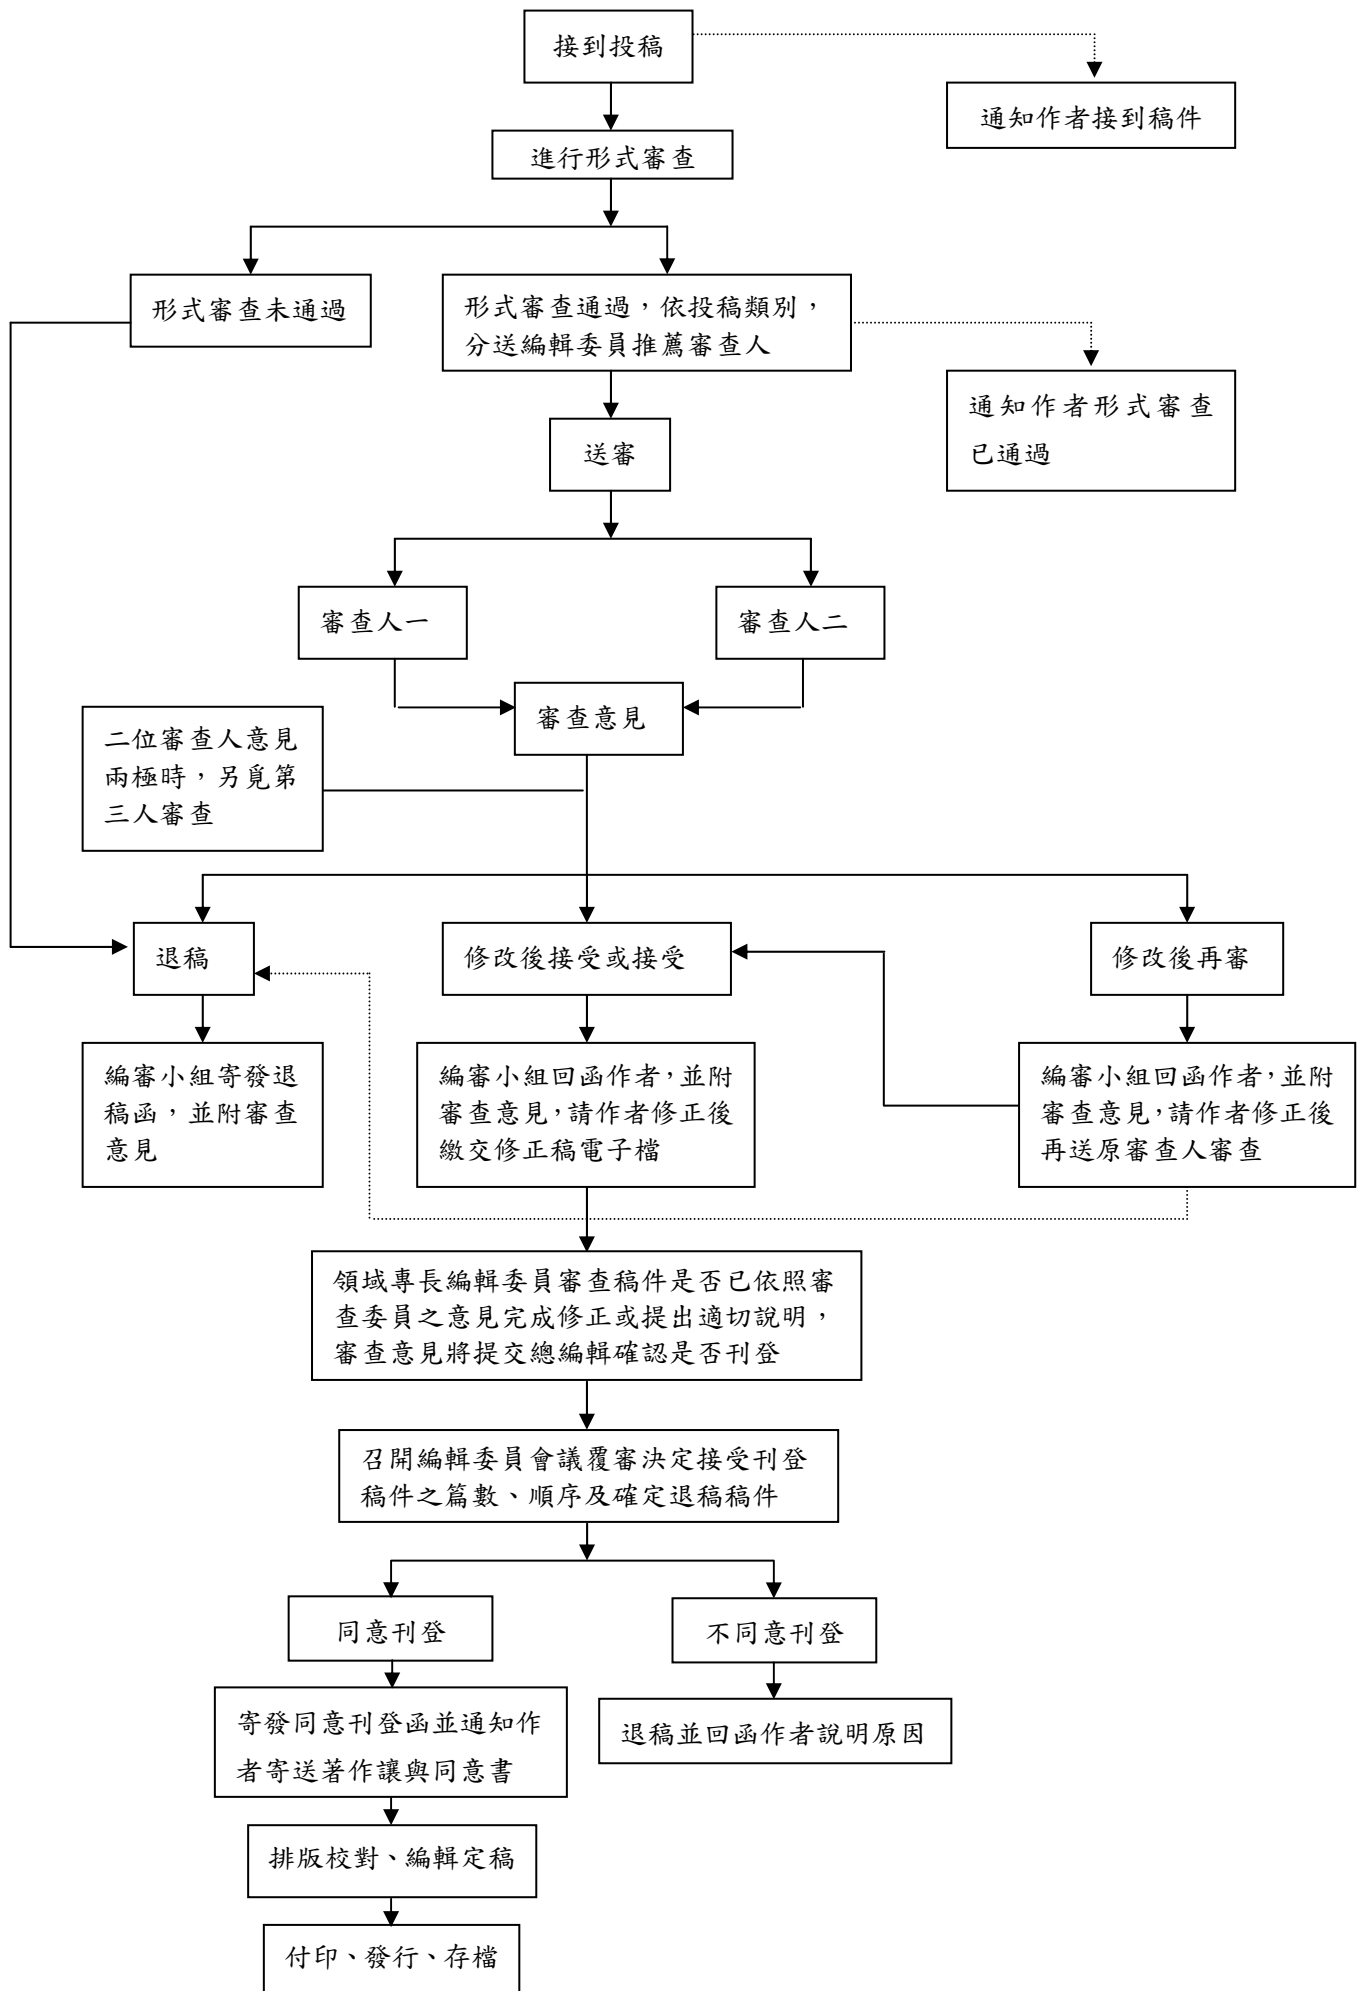 接到投稿
通知作者接到稿件
進行形式審查
形式審查未通過
形式審查通過，依投稿類別，
分送編輯委員推薦審查人
通知作者形式審查
已通過
送審
審查人一
審查人二
審查意見
二位審查人意見
兩極時，另覓第
三人審查
退稿
修改後接受或接受
修改後再審
編審小組寄發退
稿函，並附審查
意見
編審小組回函作者，並附
審查意見，請作者修正後
繳交修正稿電子檔
編審小組回函作者，並附
審查意見，請作者修正後
再送原審查人審查
領域專長編輯委員審查稿件是否已依照審
查委員之意見完成修正或提出適切說明，
審查意見將提交總編輯確認是否刊登
召開編輯委員會議覆審決定接受刊登
稿件之篇數、順序及確定退稿稿件
同意刊登
不同意刊登
寄發同意刊登函並通知作
者寄送著作讓與同意書
退稿並回函作者說明原因
排版校對、編輯定稿
付印、發行、存檔